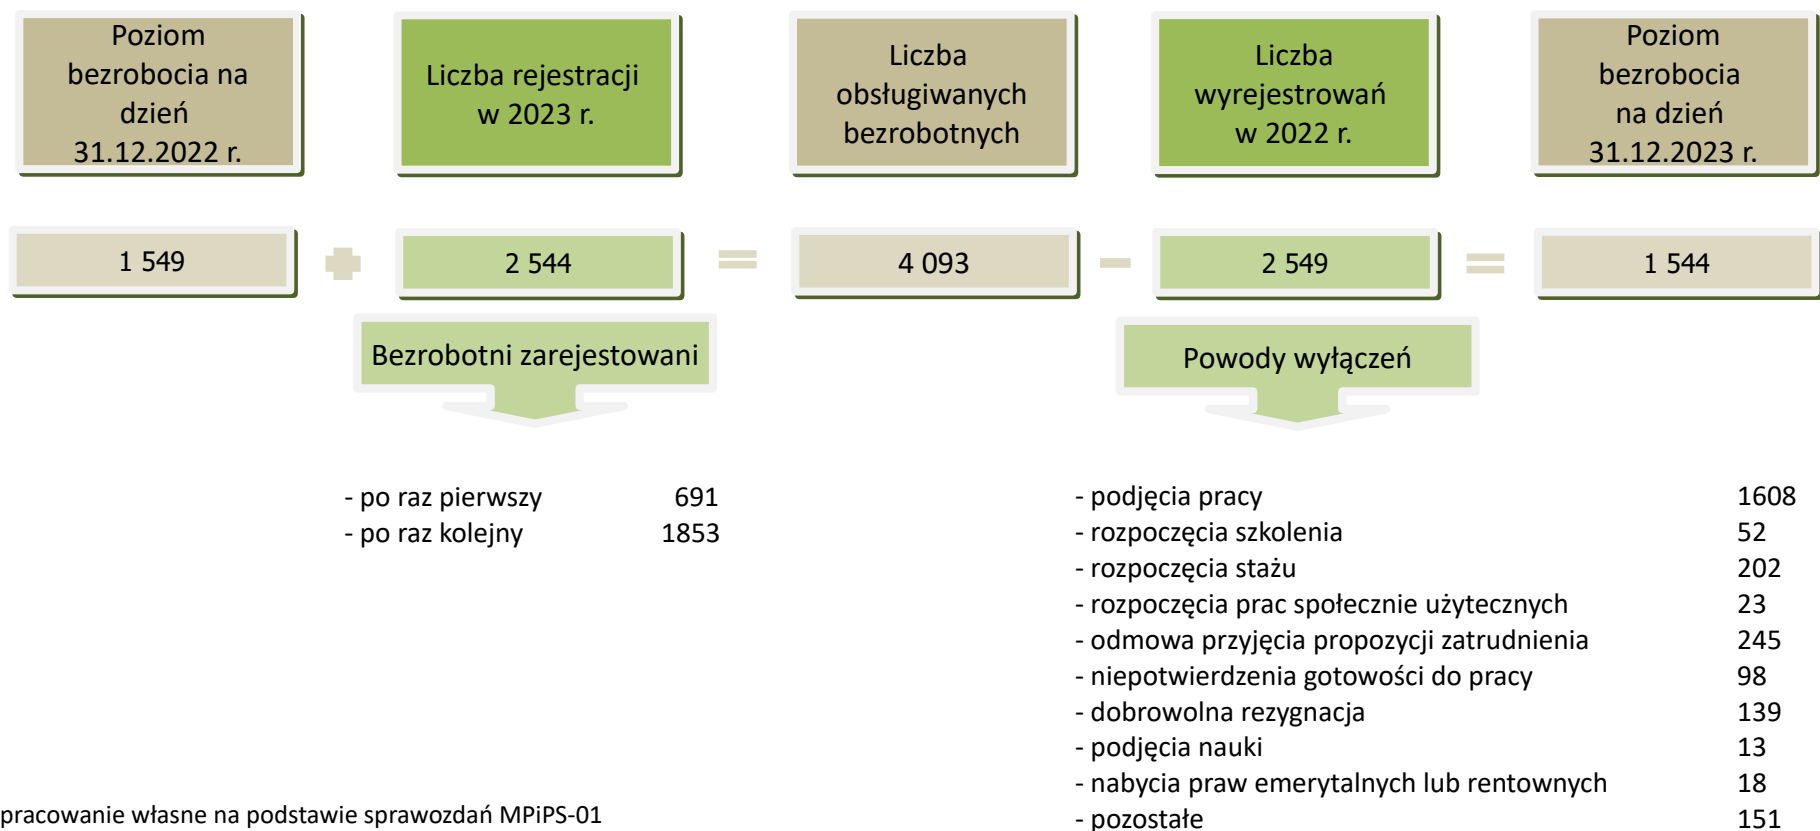 Poziom
bezrobocia na
dzień
31.12.2022 r.
Liczba rejestracji
w 2023 r.
Liczba
obsługiwanych
bezrobotnych
Liczba
wyrejestrowań
w 2022 r.
Poziom
bezrobocia
na dzień
31.12.2023 r.
1 549
+
2 544
=
4 093
−
2 549
=
1 544
Bezrobotni zarejestowani
Powody wyłączeń
- po raz pierwszy 691
- po raz kolejny 1853
- podjęcia pracy 1608
- rozpoczęcia szkolenia 52
- rozpoczęcia stażu 202
- rozpoczęcia prac społecznie użytecznych 23
- odmowa przyjęcia propozycji zatrudnienia 245
- niepotwierdzenia gotowości do pracy 98
- dobrowolna rezygnacja 139
- podjęcia nauki 13
- nabycia praw emerytalnych lub rentownych 18
- pozostałe 151
pracowanie własne na podstawie sprawozdań MPiPS-01